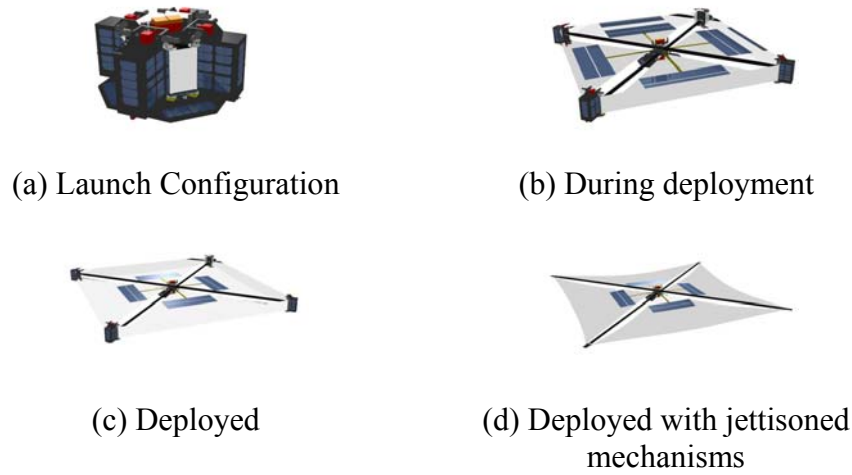 (a) Launch Configuration
(b) During deployment
(c) Deployed
(d) Deployed with jettisoned
mechanisms